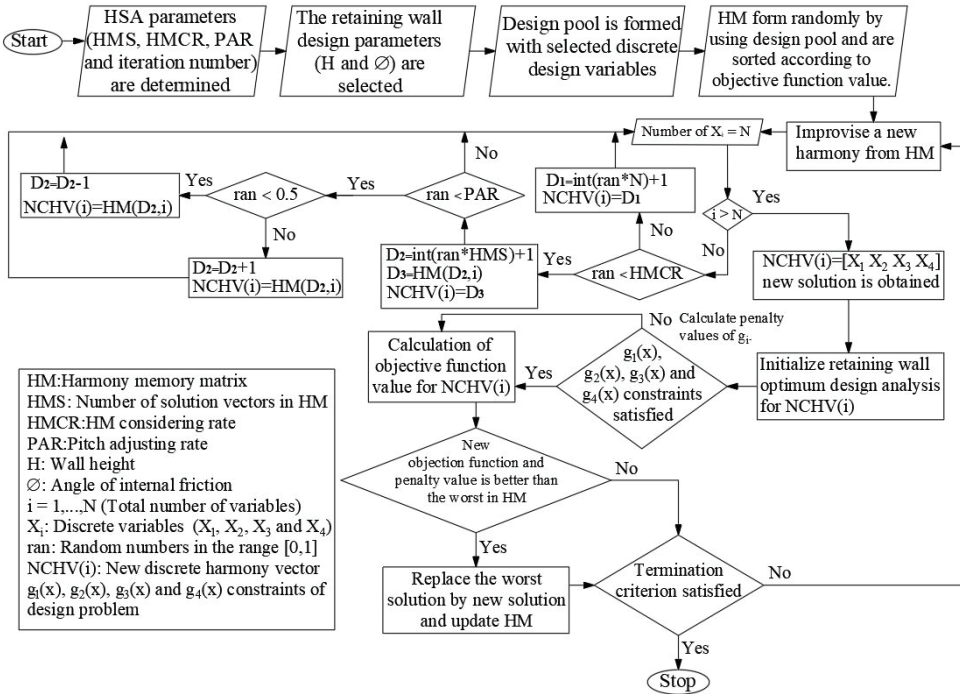 Start
HSA parameters
(HMS, HMCR, PAR
and iteration number)
are determined
The retaining wall
design parameters
(H and ∅) are
selected
Design pool is formed
with selected discrete
design variables
HM form randomly by
using design pool and are
sorted according to
objective function value.
Improvise a new
harmony from HM
Number of Xᵢ = N
i > N
Yes
No
NCHV(i)=[X₁ X₂ X₃ X₄]
new solution is obtained
D₁=int(ran*N)+1
NCHV(i)=D₁
No
ran <HMCR
Yes
D₂=int(ran*HMS)+1
D₃=HM(D₂,i)
NCHV(i)=D₃
No
ran <PAR
Yes
ran < 0.5
Yes
D₂=D₂-1
NCHV(i)=HM(D₂,i)
No
D₂=D₂+1
NCHV(i)=HM(D₂,i)
Initialize retaining wall
optimum design analysis
for NCHV(i)
g₁(x),
g₂(x), g₃(x) and
g₄(x) constraints
satisfied
No
Calculate penalty
values of gᵢ.
Yes
Calculation of
objective function
value for NCHV(i)
New
objection function and
penalty value is better than
the worst in HM
No
Yes
Replace the worst
solution by new solution
and update HM
Termination
criterion satisfied
No
Yes
Stop
HM:Harmony memory matrix
HMS: Number of solution vectors in HM
HMCR: HM considering rate
PAR:Pitch adjusting rate
H: Wall height
∅: Angle of internal friction
i = 1,...,N (Total number of variables)
Xᵢ: Discrete variables (X₁, X₂, X₃ and X₄)
ran: Random numbers in the range [0,1]
NCHV(i): New discrete harmony vector
g₁(x), g₂(x), g₃(x) and g₄(x) constraints of
design problem